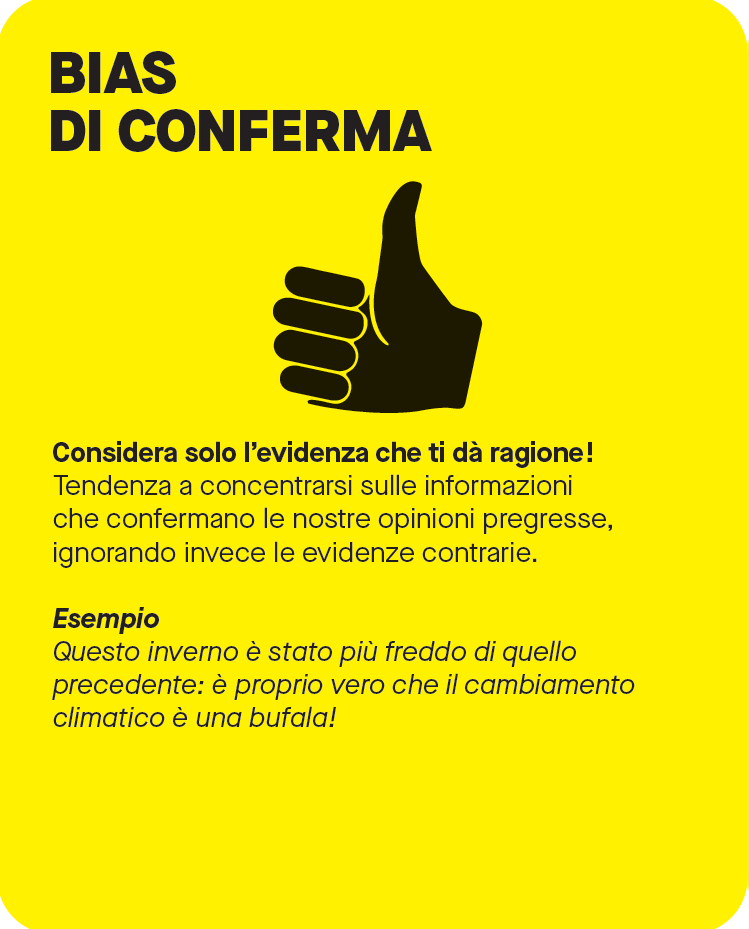 BIAS
DI CONFERMA
Considera solo l’evidenza che ti dà ragione!
Tendenza a concentrarsi sulle informazioni
che confermano le nostre opinioni pregresse,
ignorando invece le evidenze contrarie.
Esempio
Questo inverno è stato più freddo di quello
precedente: è proprio vero che il cambiamento
climatico è una bufala!